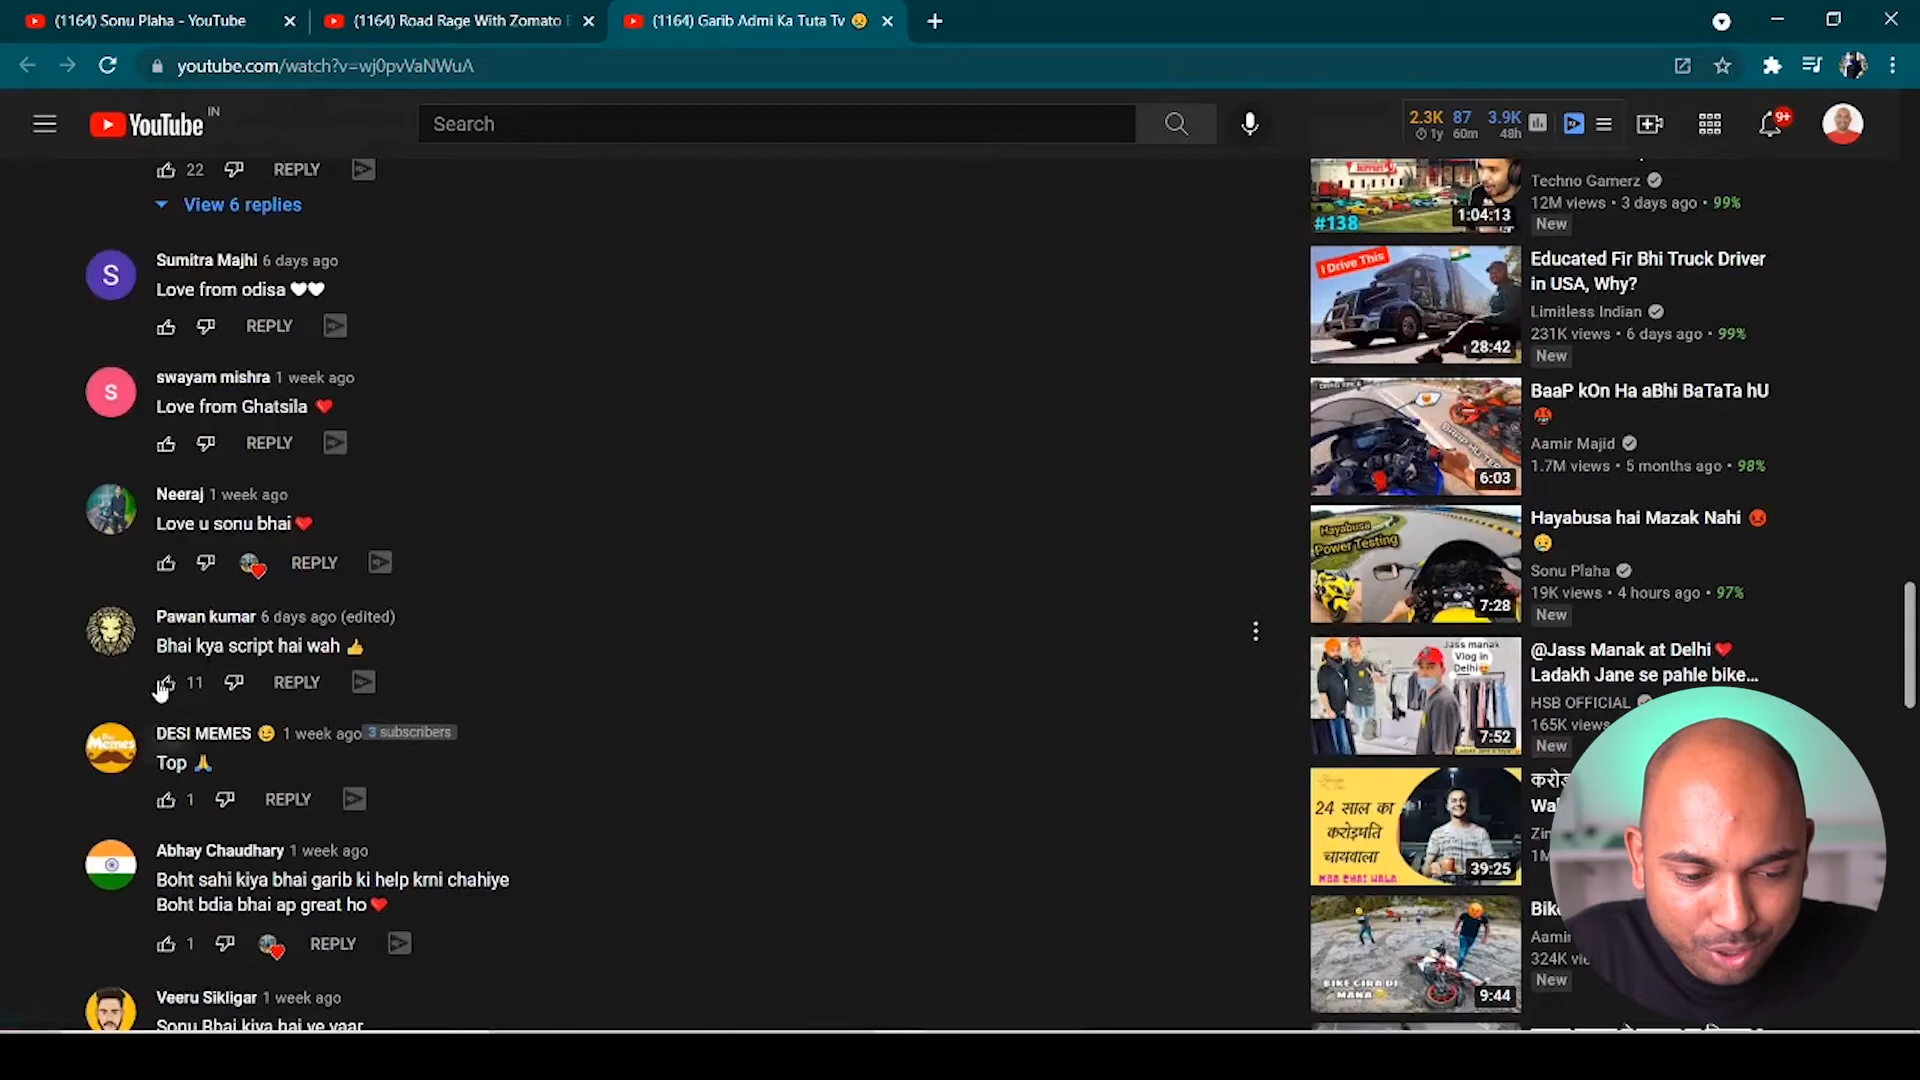 (1164) Sonu Plaha - YouTube
(1164) Road Rage With Zomato
(1164) Garib Admi Ka Tuta Tv 😣
youtube.com/watch?v=wj0pvVaNWuA
YouTube IN
Search
2.3K 87 3.9K
1y 60m 48h
9+
22 REPLY
View 6 replies
Sumitra Majhi 6 days ago
Love from odisa 🤍🤍
REPLY
swayam mishra 1 week ago
Love from Ghatsila ❤
REPLY
Neeraj 1 week ago
Love u sonu bhai❤
REPLY
Pawan kumar 6 days ago (edited)
Bhai kya script hai wah 👍
11 REPLY
DESI MEMES 😉 1 week ago 3 subscribers
Top 🙏
1 REPLY
Abhay Chaudhary 1 week ago
Boht sahi kiya bhai garib ki help krni chahiye
Boht bdia bhai ap great ho❤
1 REPLY
Veeru Sikligar 1 week ago
Sonu Bhai kiya hai ye yaar
S
S
Memes
#138
1:04:13
Techno Gamerz
12M views • 3 days ago • 99%
New
I Drive This
28:42
Educated Fir Bhi Truck Driver
in USA, Why?
Limitless Indian
231K views • 6 days ago • 99%
New
6:03
BaaP kOn Ha aBhi BaTaTa hU
🤬
Aamir Majid
1.7M views • 5 months ago • 98%
Hayabusa
Power Testing
7:28
Hayabusa hai Mazak Nahi 😡
😢
Sonu Plaha
19K views • 4 hours ago • 97%
New
Jass manak
Vlog in
Delhi
7:52
@Jass Manak at Delhi❤
Ladakh Jane se pahle bike...
HSB OFFICIAL
165K views
New
24 साल का
करोड़पति
चायवाला
MBA CHAI WALA
39:25
करोड़
Wal
Zin
1M
BIKE GIRA DI
MANA
9:44
Bike
Aamir
324K vie
New